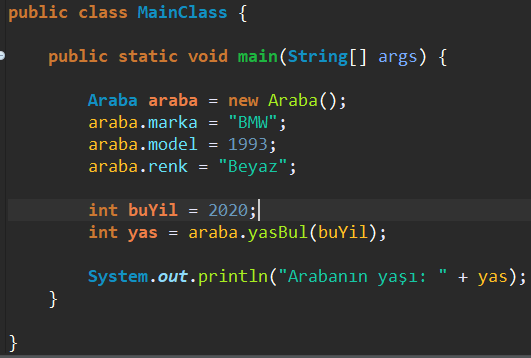 public class MainClass {
public static void main(String[] args) {
Araba araba = new Araba();
araba.marka = "BMW";
araba.model = 1993;
araba.renk = "Beyaz";
int buYil = 2020;
int yas = araba.yasBul(buYil);
System.out.println("Arabanın yaşı: " + yas);
}
}